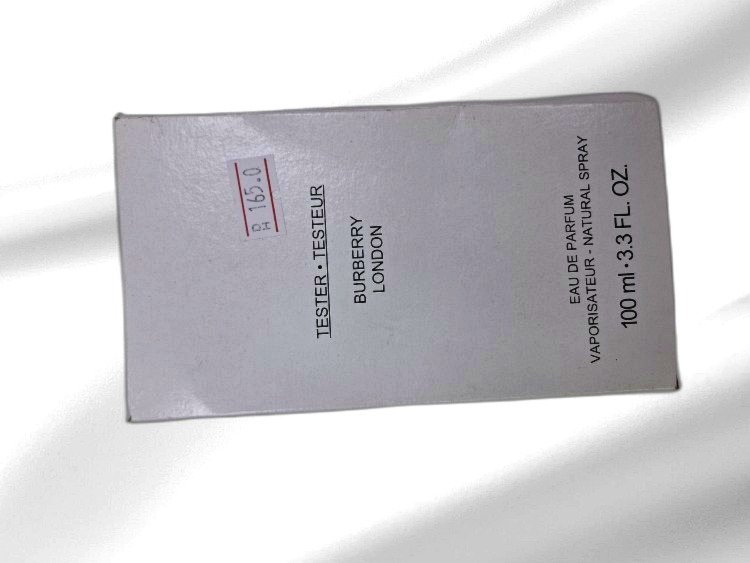 165.0
TESTER • TESTEUR
BURBERRY
LONDON
EAU DE PARFUM
VAPORISATEUR - NATURAL SPRAY
100 ml • 3.3 FL. OZ.